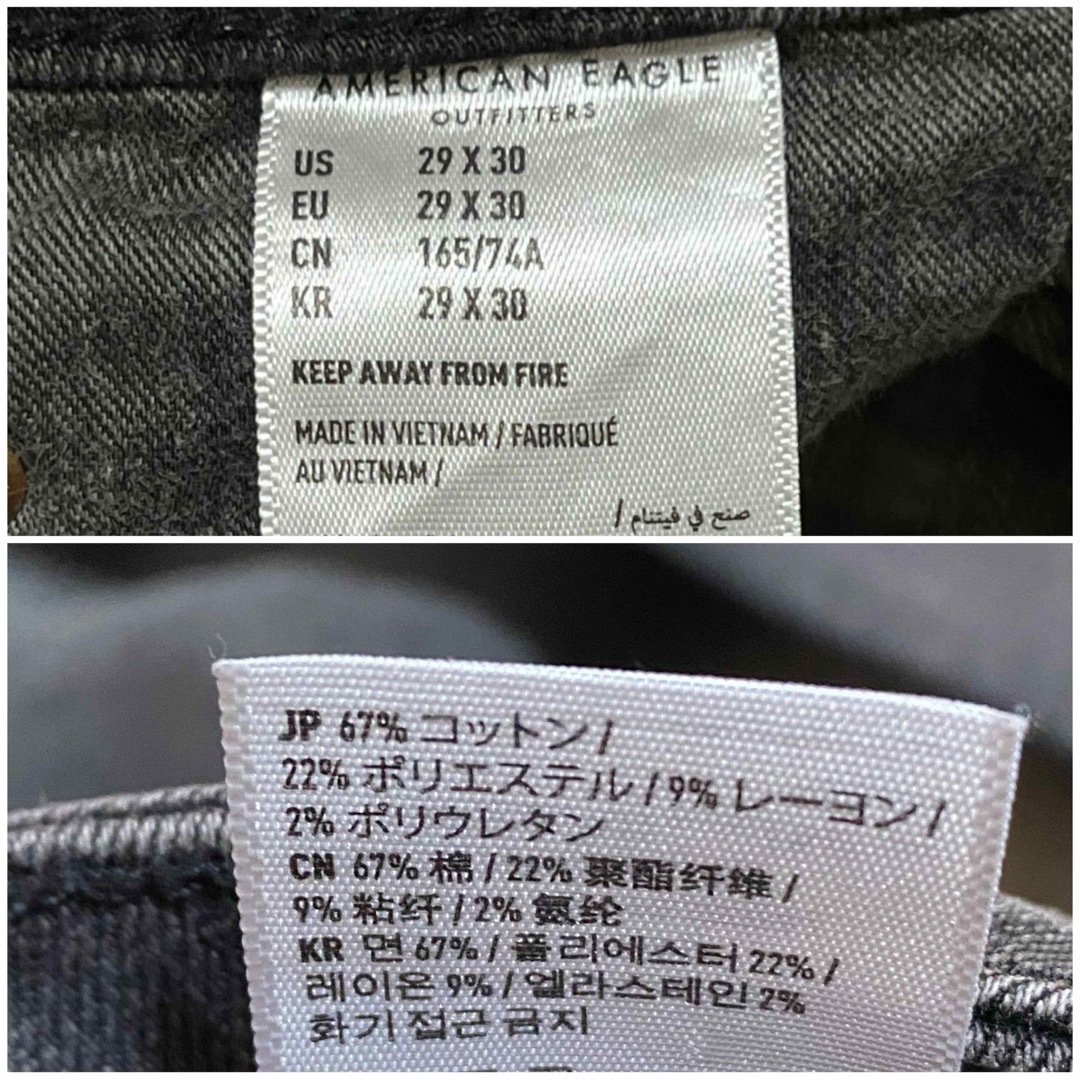 AMERICAN EAGLE
OUTFITTERS
US 29 X 30
EU 29 X 30
CN 165/74A
KR 29 X 30
KEEP AWAY FROM FIRE
MADE IN VIETNAM / FABRIQUÉ
AU VIETNAM /
صنع في فيتنام /
JP 67% コットン /
22% ポリエステル / 9% レーヨン /
2% ポリウレタン
CN 67% 棉 / 22% 聚酯纤维 /
9% 粘纤 / 2% 氨纶
KR 면 67% / 폴리에스터 22% /
레이온 9% / 엘라스테인 2%
화기 접근 금지